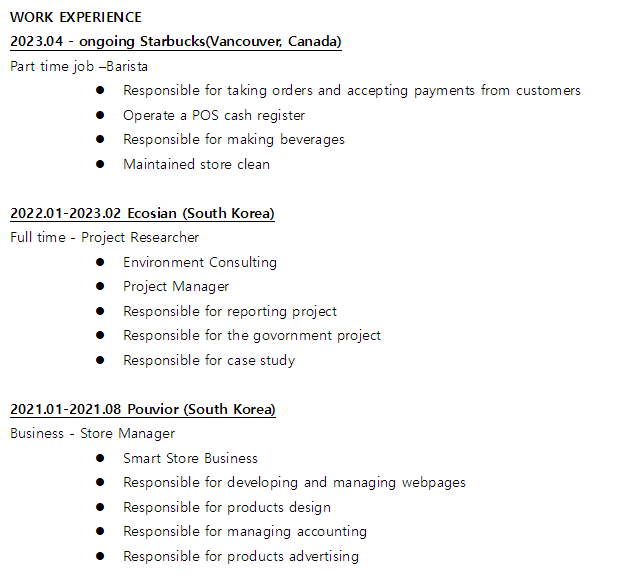 WORK EXPERIENCE
2023.04 - ongoing Starbucks(Vancouver, Canada)
Part time job –Barista
● Responsible for taking orders and accepting payments from customers
● Operate a POS cash register
● Responsible for making beverages
● Maintained store clean
2022.01-2023.02 Ecosian (South Korea)
Full time - Project Researcher
● Environment Consulting
● Project Manager
● Responsible for reporting project
● Responsible for the govornment project
● Responsible for case study
2021.01-2021.08 Pouvior (South Korea)
Business - Store Manager
● Smart Store Business
● Responsible for developing and managing webpages
● Responsible for products design
● Responsible for managing accounting
● Responsible for products advertising